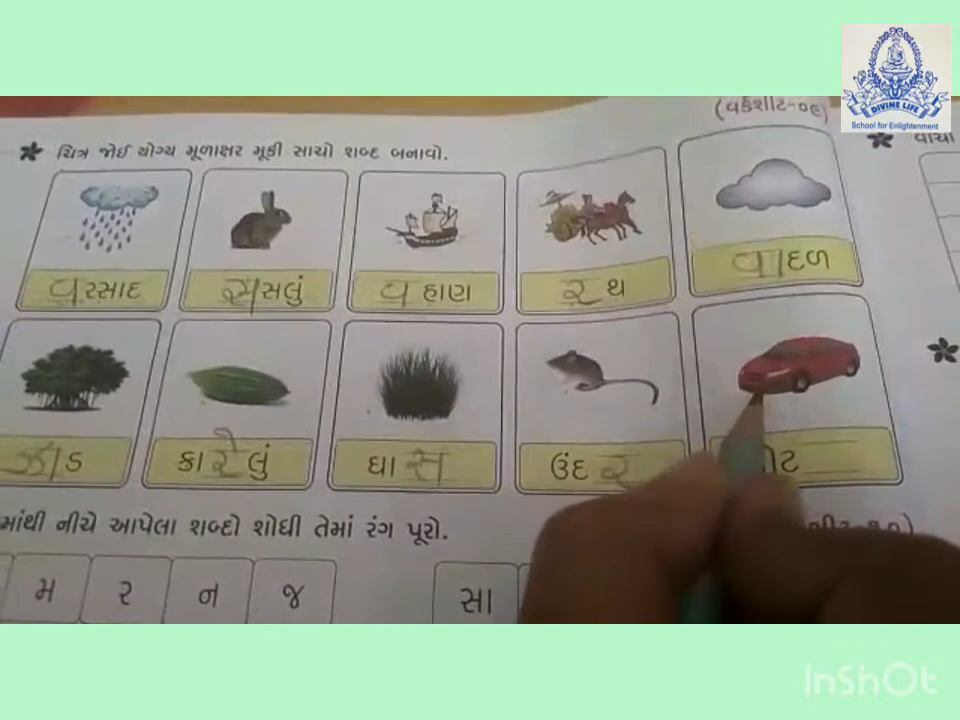 DIVINE LIFE
School for Enlightenment
(વર્કશીટ-૦૯)
ચિત્ર જોઈ યોગ્ય મૂળાક્ષર મૂકી સાચો શબ્દ બનાવો.
વરસાદ સસલું વહાણ રથ વાદળ
ઝાડ કારેલું ઘાસ ઉંદર મોટ
માંથી નીચે આપેલા શબ્દો શોધી તેમાં રંગ પૂરો.
મ ર ન જ સા
InShOt